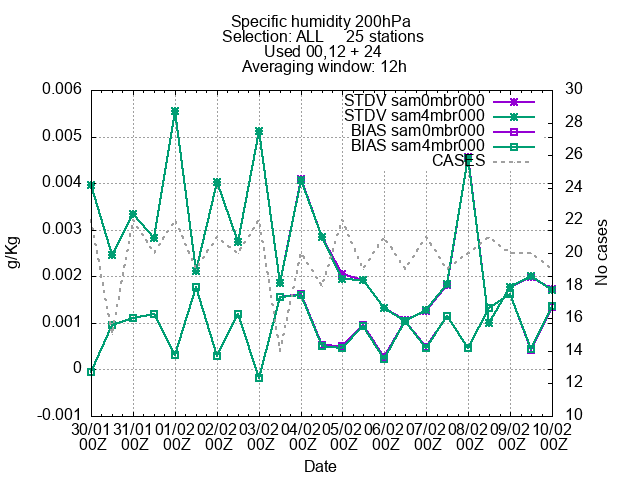 Specific humidity 200hPa
Selection: ALL 25 stations
Used 00,12 + 24
Averaging window: 12h
STDV sam0mbr000
STDV sam4mbr000
BIAS sam0mbr000
BIAS sam4mbr000
CASES
g/Kg
0.006
0.005
0.004
0.003
0.002
0.001
0
-0.001
No cases
30
28
26
24
22
20
18
16
14
12
10
30/01 31/01 01/02 02/02 03/02 04/02 05/02 06/02 07/02 08/02 09/02 10/02
00Z 00Z 00Z 00Z 00Z 00Z 00Z 00Z 00Z 00Z 00Z 00Z
Date